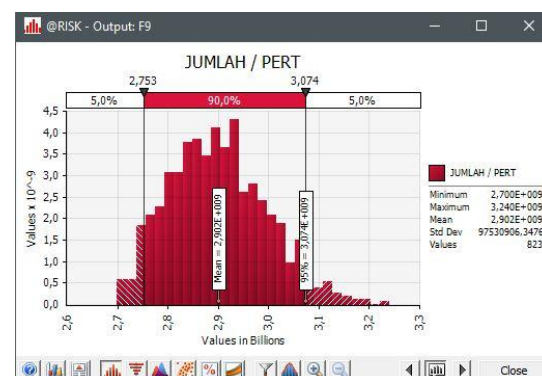 @RISK - Output: F9
JUMLAH / PERT
2,753 3,074
5,0% 90,0% 5,0%
4,5
4,0
3,5
3,0
2,5
2,0
1,5
1,0
0,5
0,0
Values x 10^-9
Mean = 2,902E+009
95% = 3,074E+009
2,6 2,7 2,8 2,9 3,0 3,1 3,2 3,3
Values in Billions
JUMLAH / PERT
Minimum 2,700E+009
Maximum 3,240E+009
Mean 2,902E+009
Std Dev 97530906,3476
Values 823
Close